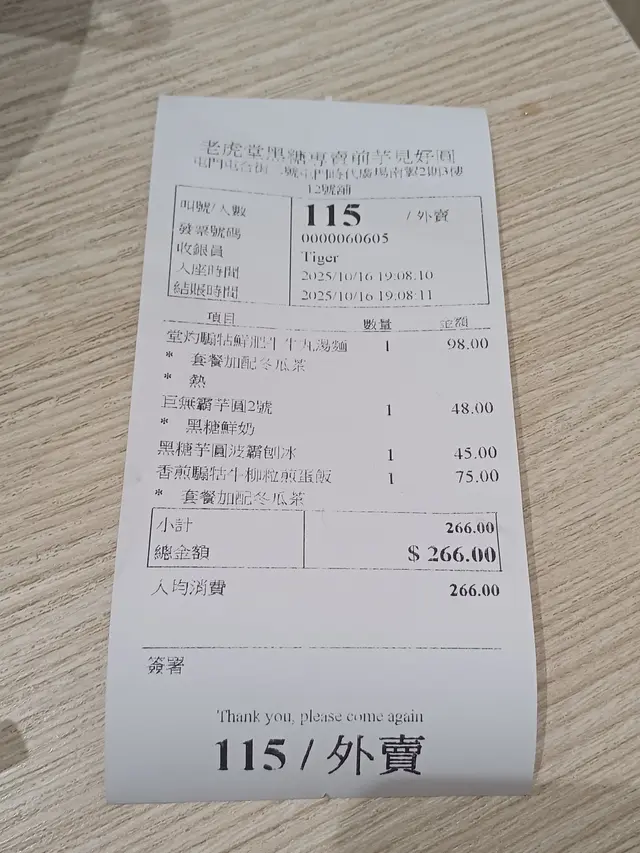 老虎堂黑糖專賣前芋見好圓
屯門屯合街 號屯門時代廣場南翼2期3樓
12號舖
叫號/人數 115 /外賣
發票號碼 0000060605
收銀員 Tiger
入座時間 2025/10/16 19:08:10
結賬時間 2025/10/16 19:08:11
項目 數量 金額
堂灼騸牯鮮肥牛牛丸湯麵 1 98.00
* 套餐加配冬瓜茶
* 熱
巨無霸芋圓2號 1 48.00
* 黑糖鮮奶
黑糖芋圓波霸刨冰 1 45.00
香煎騸牯牛柳粒煎蛋飯 1 75.00
* 套餐加配冬瓜茶
小計 266.00
總金額 $ 266.00
人均消費 266.00
簽署
Thank you, please come again
115 / 外賣